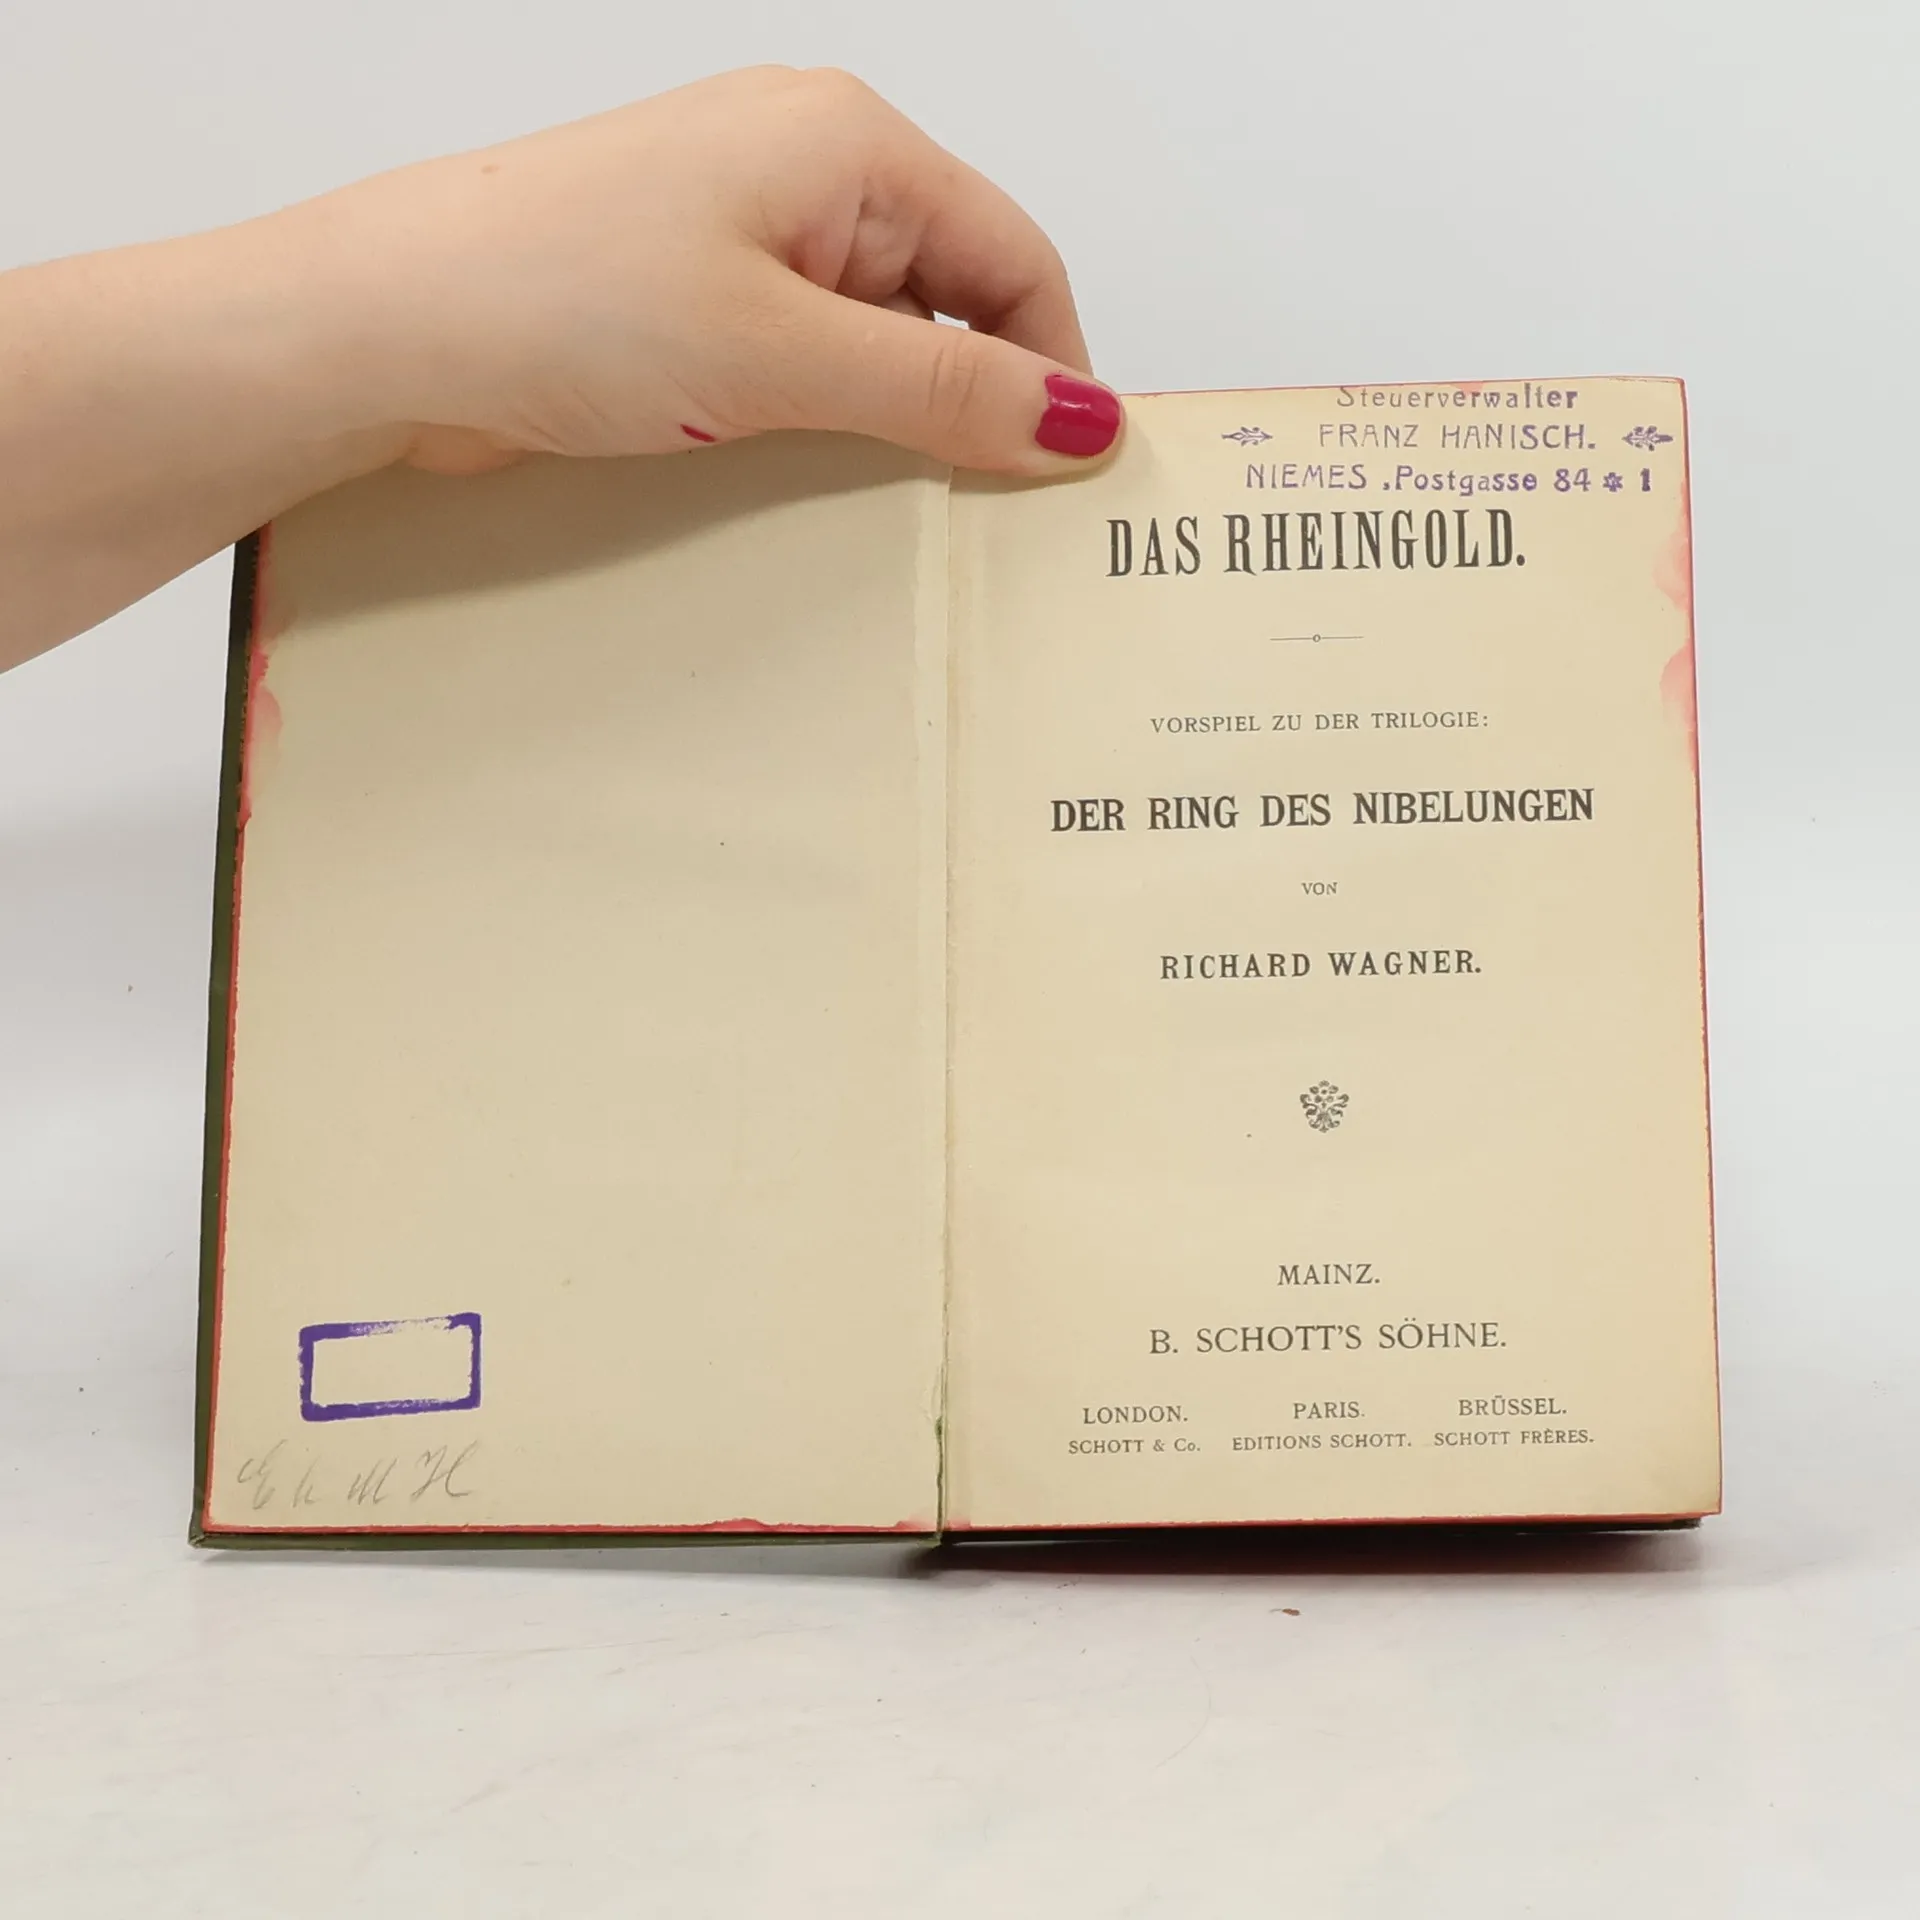 Steuerverwalter
FRANZ HANISCH.
NIEMES ,Postgasse 84 * 1
DAS RHEINGOLD.
VORSPIEL ZU DER TRILOGIE:
DER RING DES NIBELUNGEN
VON
RICHARD WAGNER.
MAINZ.
B. SCHOTT'S SÖHNE.
LONDON. PARIS. BRÜSSEL.
SCHOTT & Co. EDITIONS SCHOTT. SCHOTT FRÈRES.